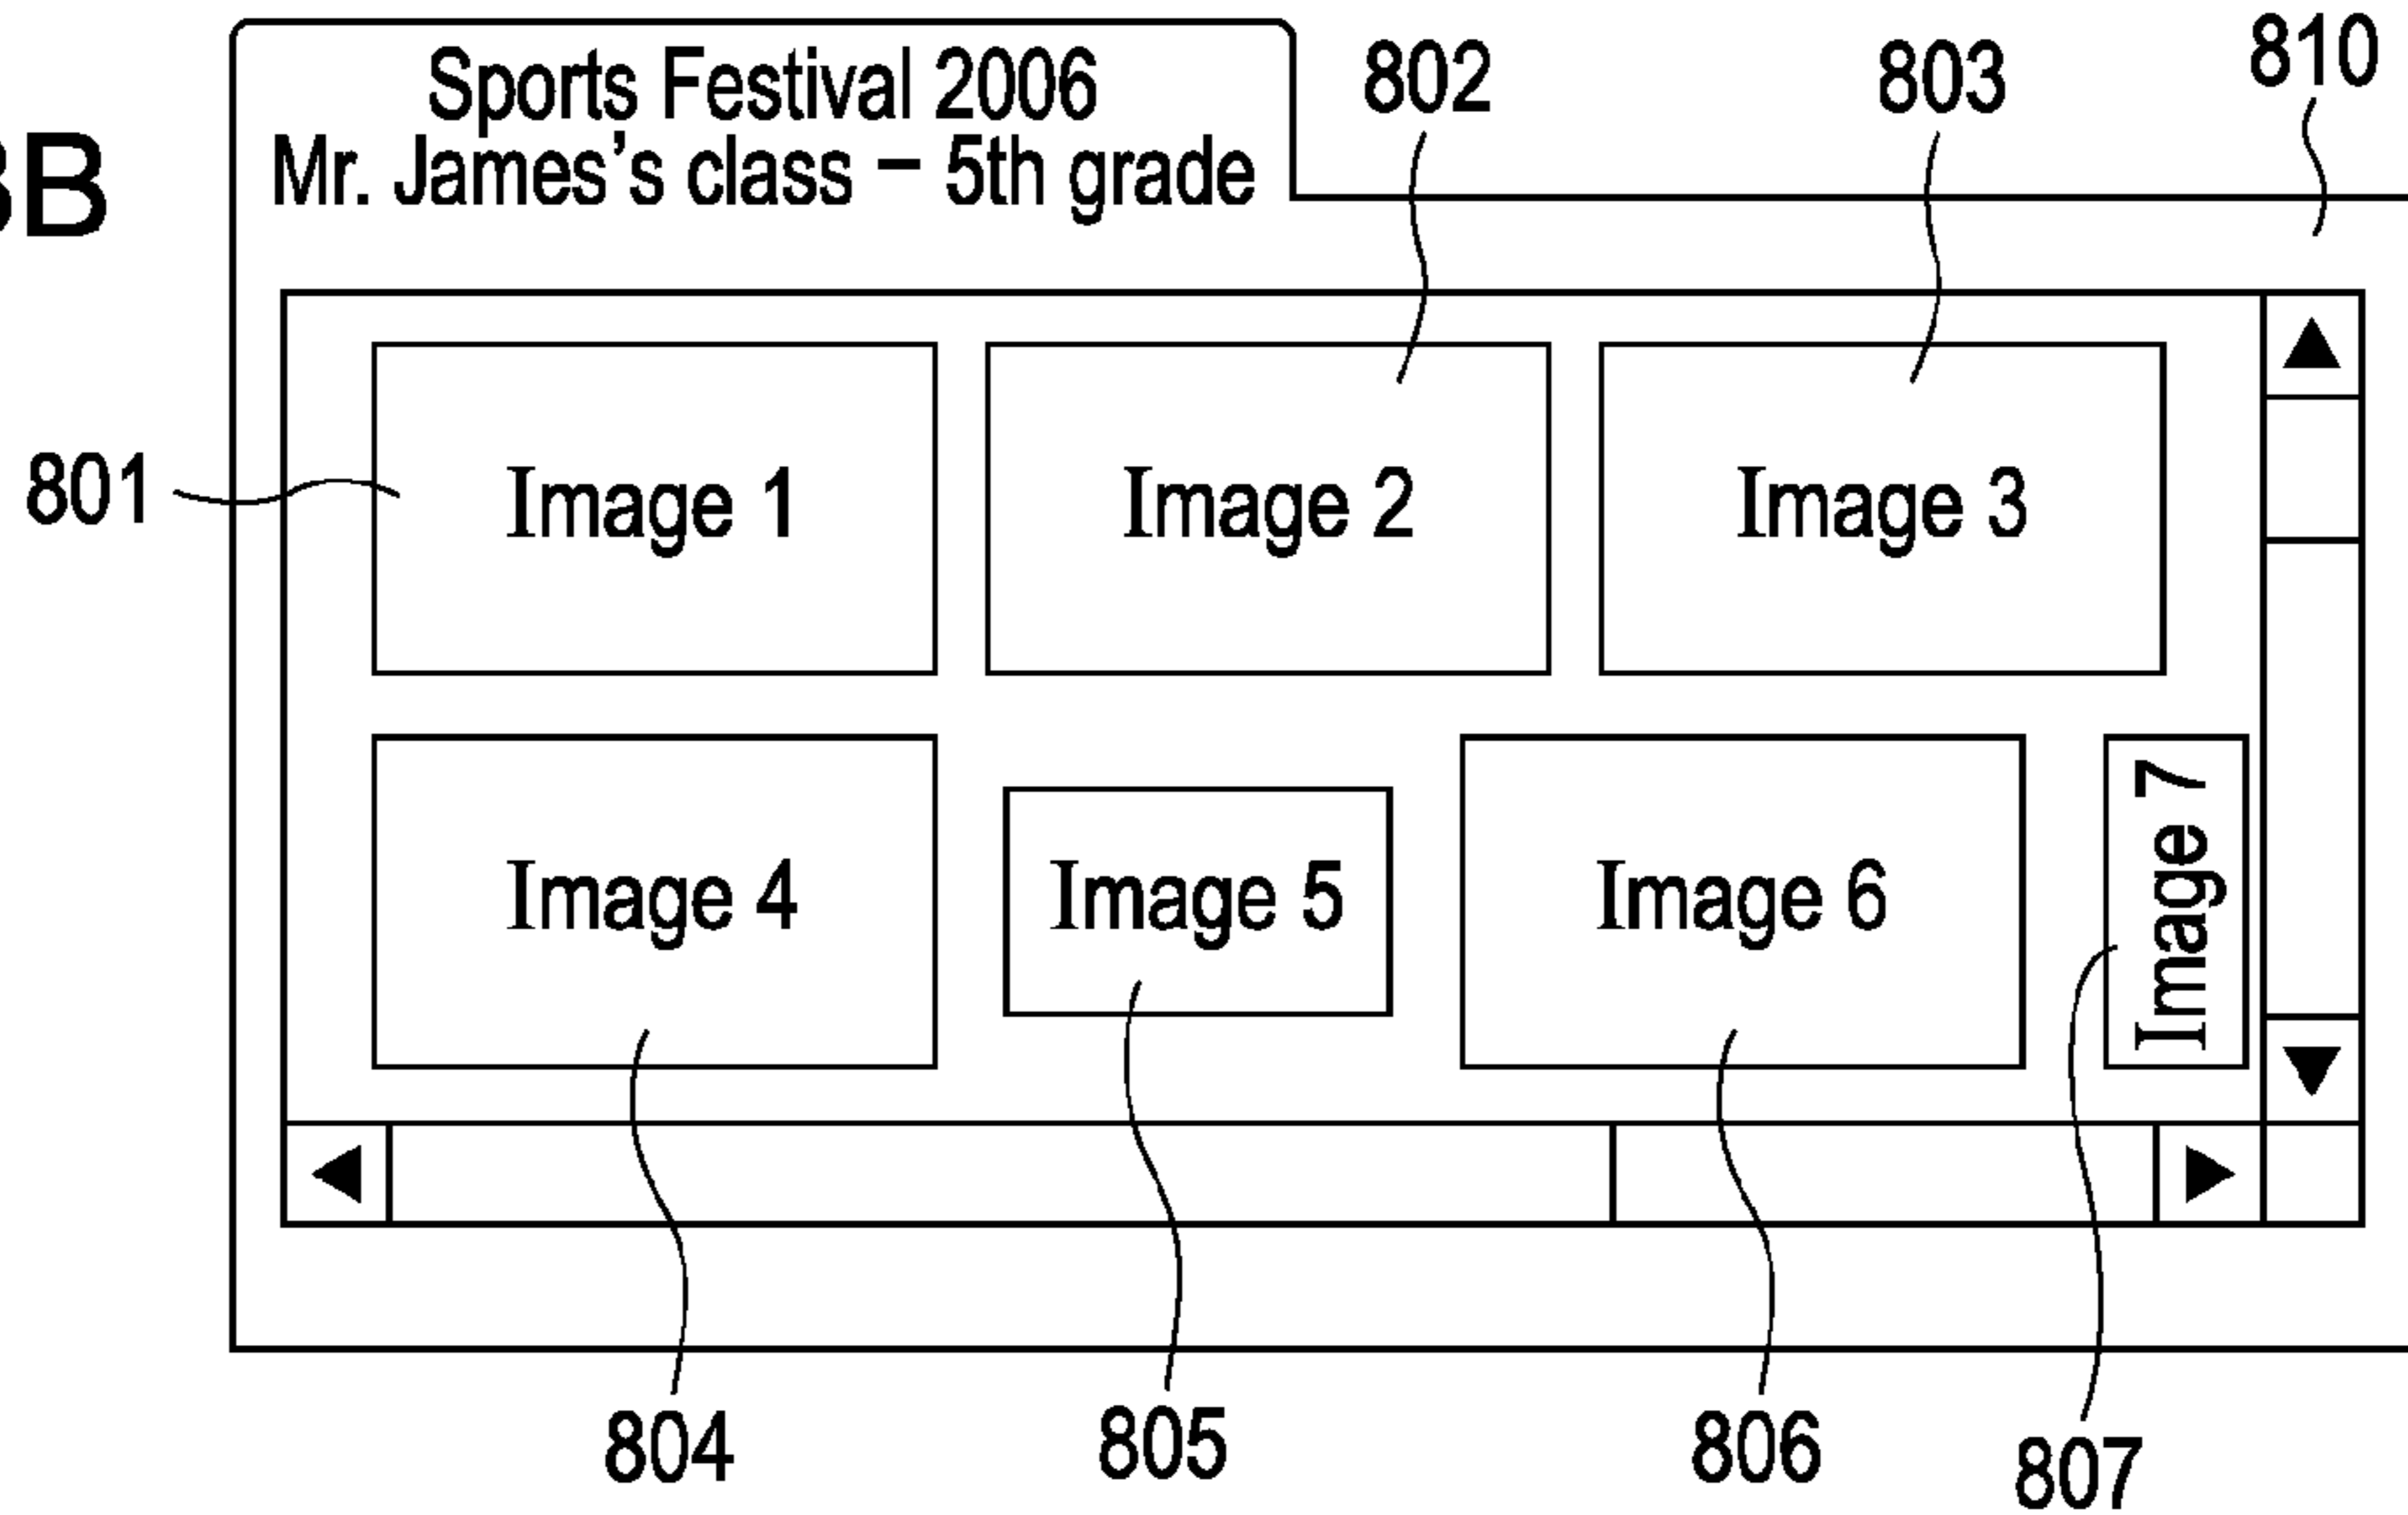 Sports Festival 2006
Mr. James's class – 5th grade
802
803
810
801
Image 1
Image 2
Image 3
Image 4
Image 5
Image 6
Image 7
804
805
806
807